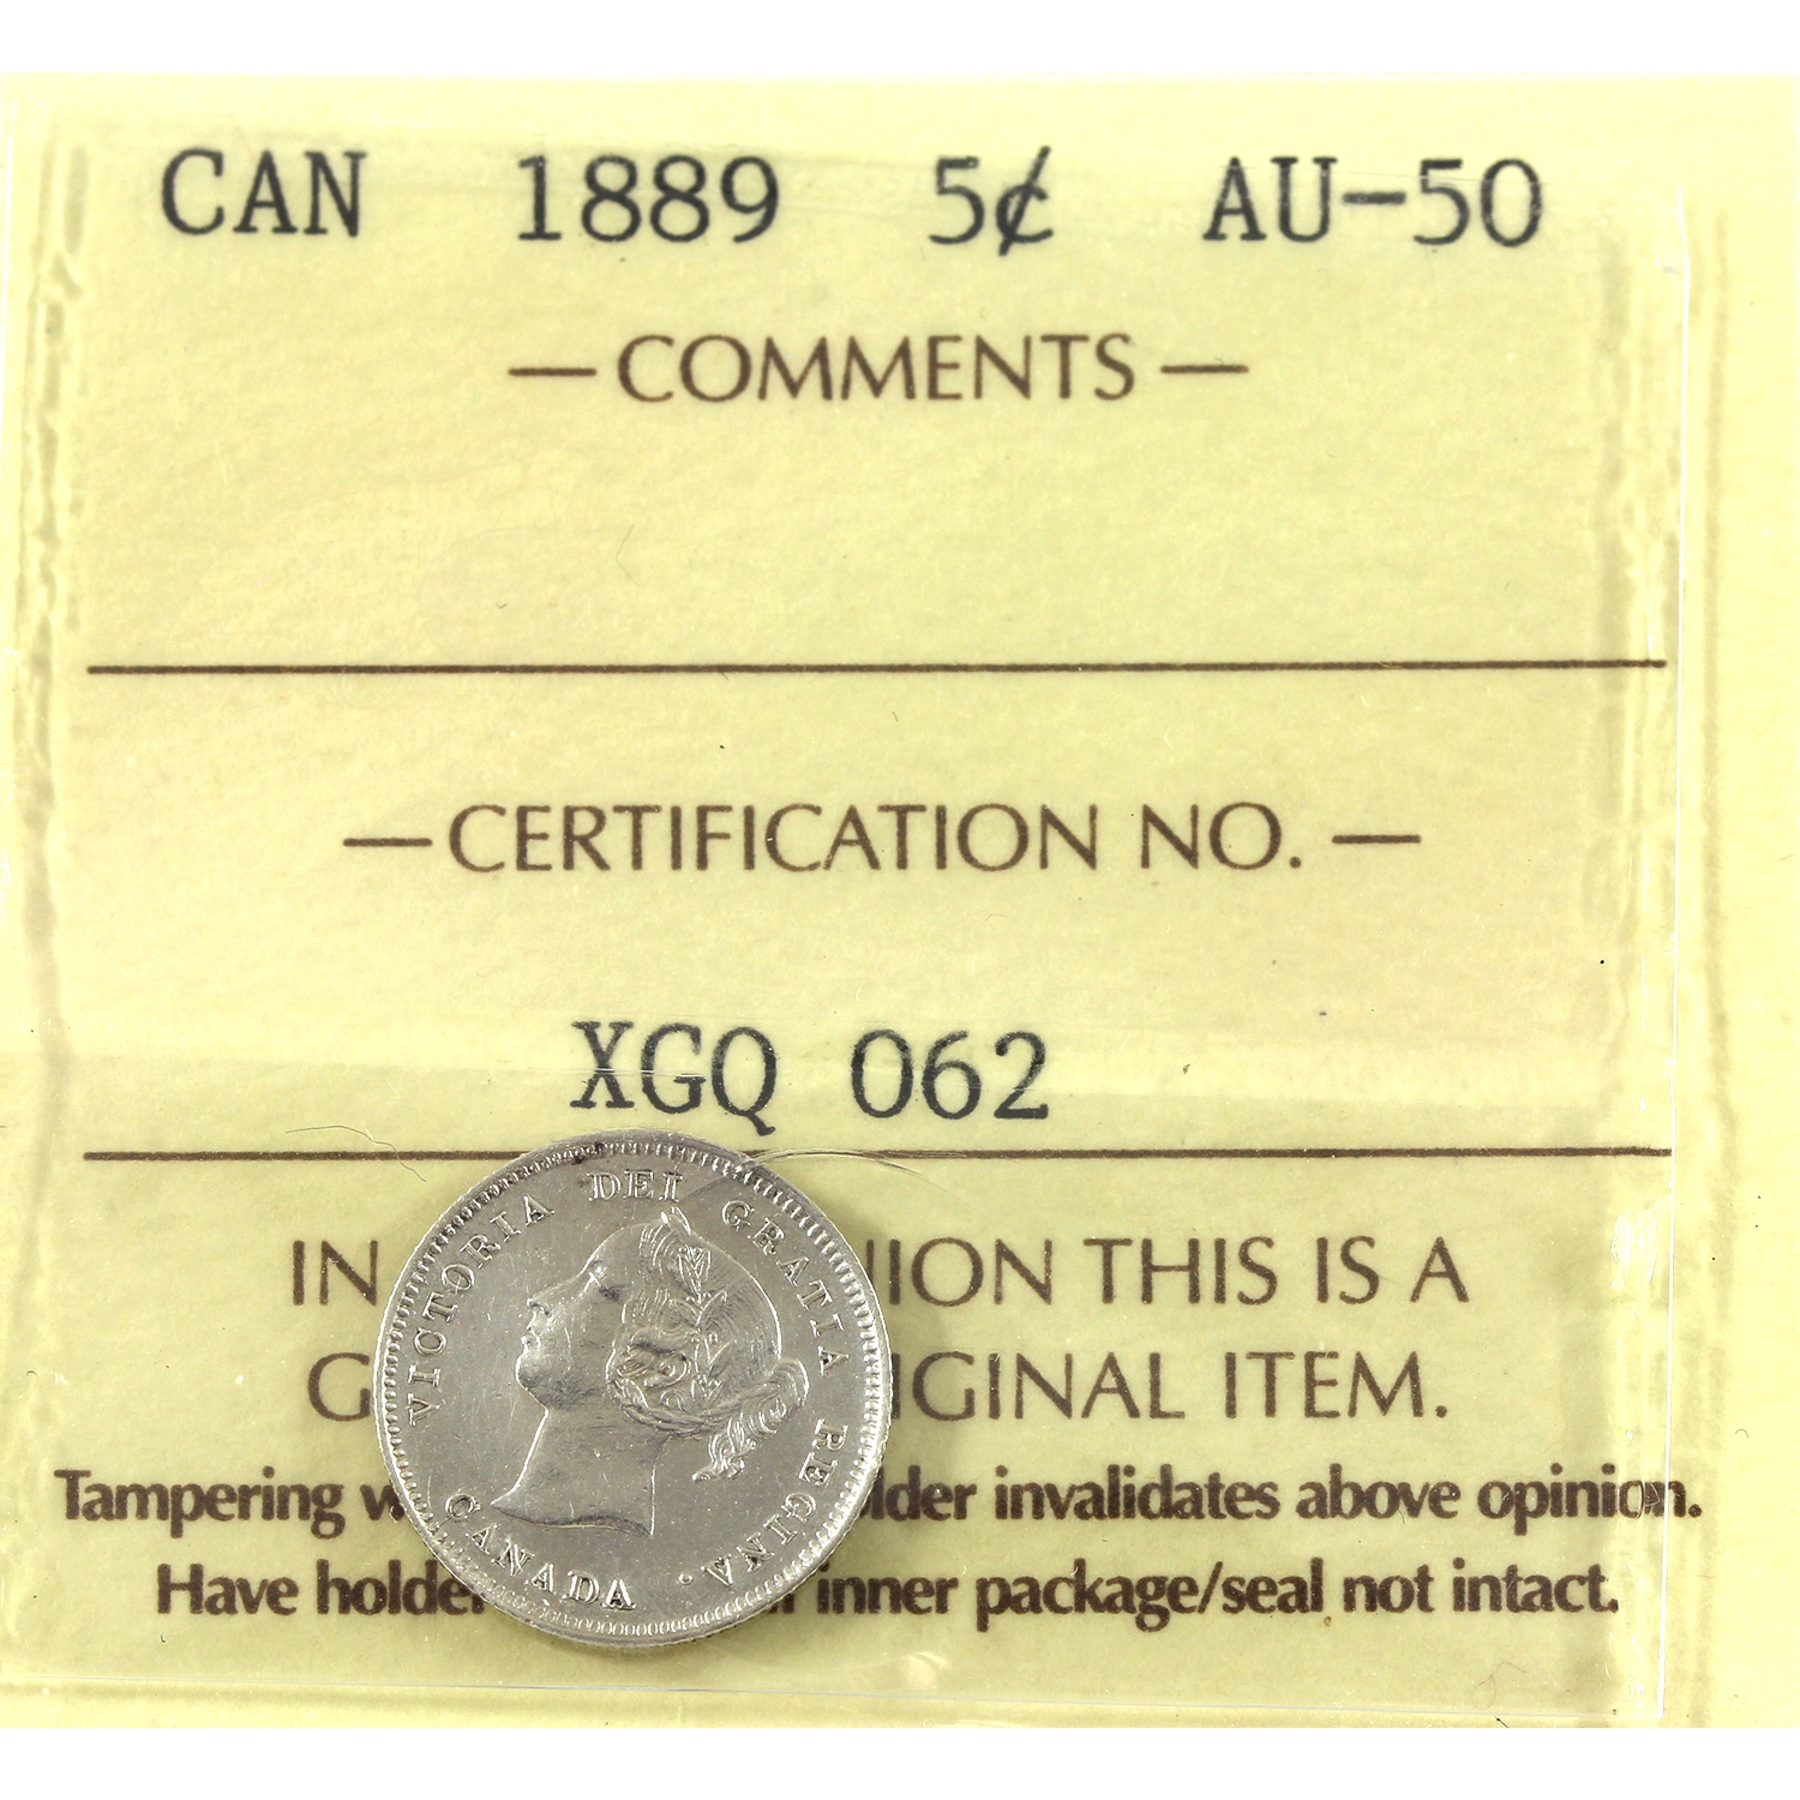 CAN 1889 5¢ AU-50
— COMMENTS —
— CERTIFICATION NO. —
XGQ 062
IN NION THIS IS A
G IGINAL ITEM.
Tampering w lder invalidates above opinion.
Have holde inner package/seal not intact.
VICTORIA DEI GRATIA REGINA .
CANADA